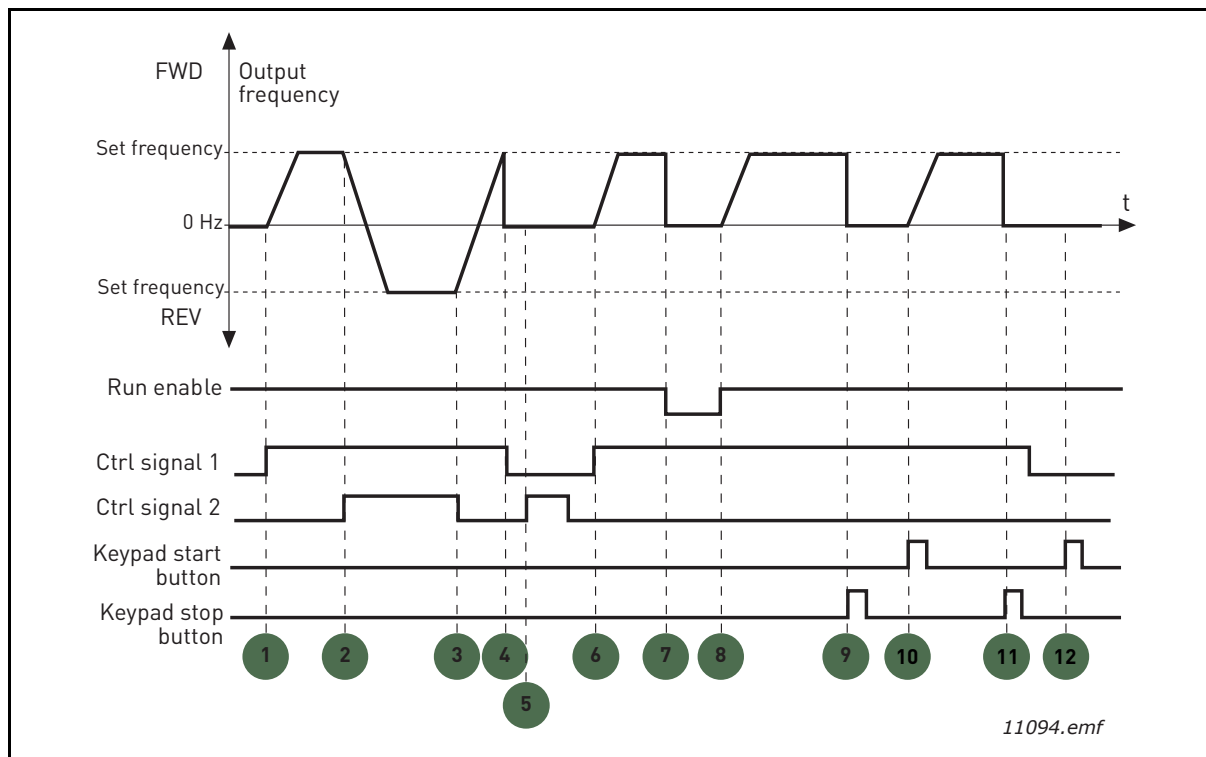 FWD
Output
frequency
Set frequency
0 Hz
t
Set frequency
REV
Run enable
Ctrl signal 1
Ctrl signal 2
Keypad start
button
Keypad stop
button
1 2 3 4 6 7 8 9 10 11 12
5
11094.emf